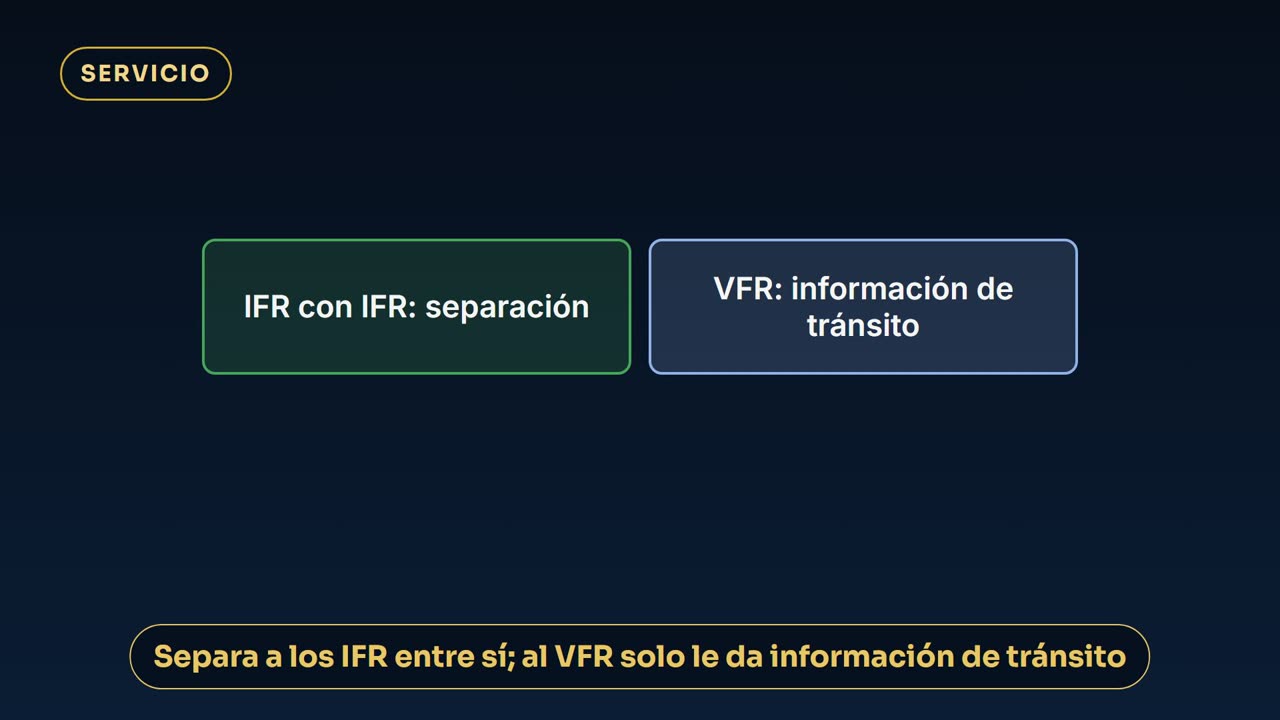 SERVICIO
IFR con IFR: separación
VFR: información de
tránsito
Separa a los IFR entre sí; al VFR solo le da información de tránsito